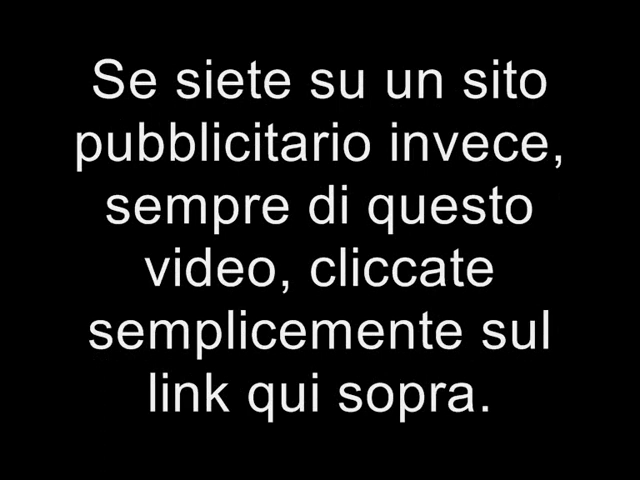 Se siete su un sito
pubblicitario invece,
sempre di questo
video, cliccate
semplicemente sul
link qui sopra.